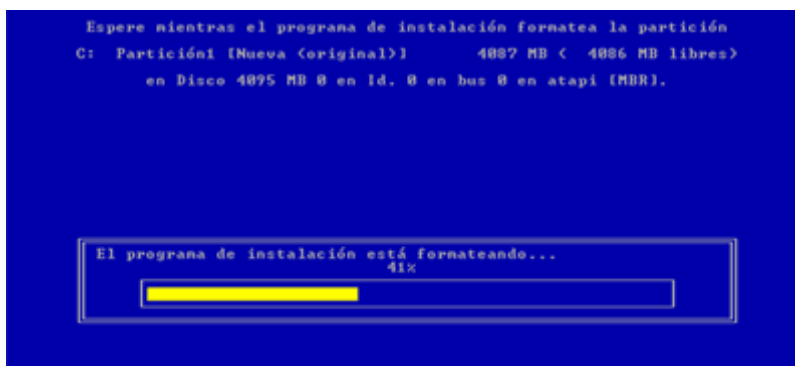 Espere mientras el programa de instalación formatea la partición
C: Partición1 [Nueva <original>] 4087 MB < 4086 MB libres>
en Disco 4095 MB 0 en Id. 0 en bus 0 en atapi [MBR].
El programa de instalación está formateando...
41%